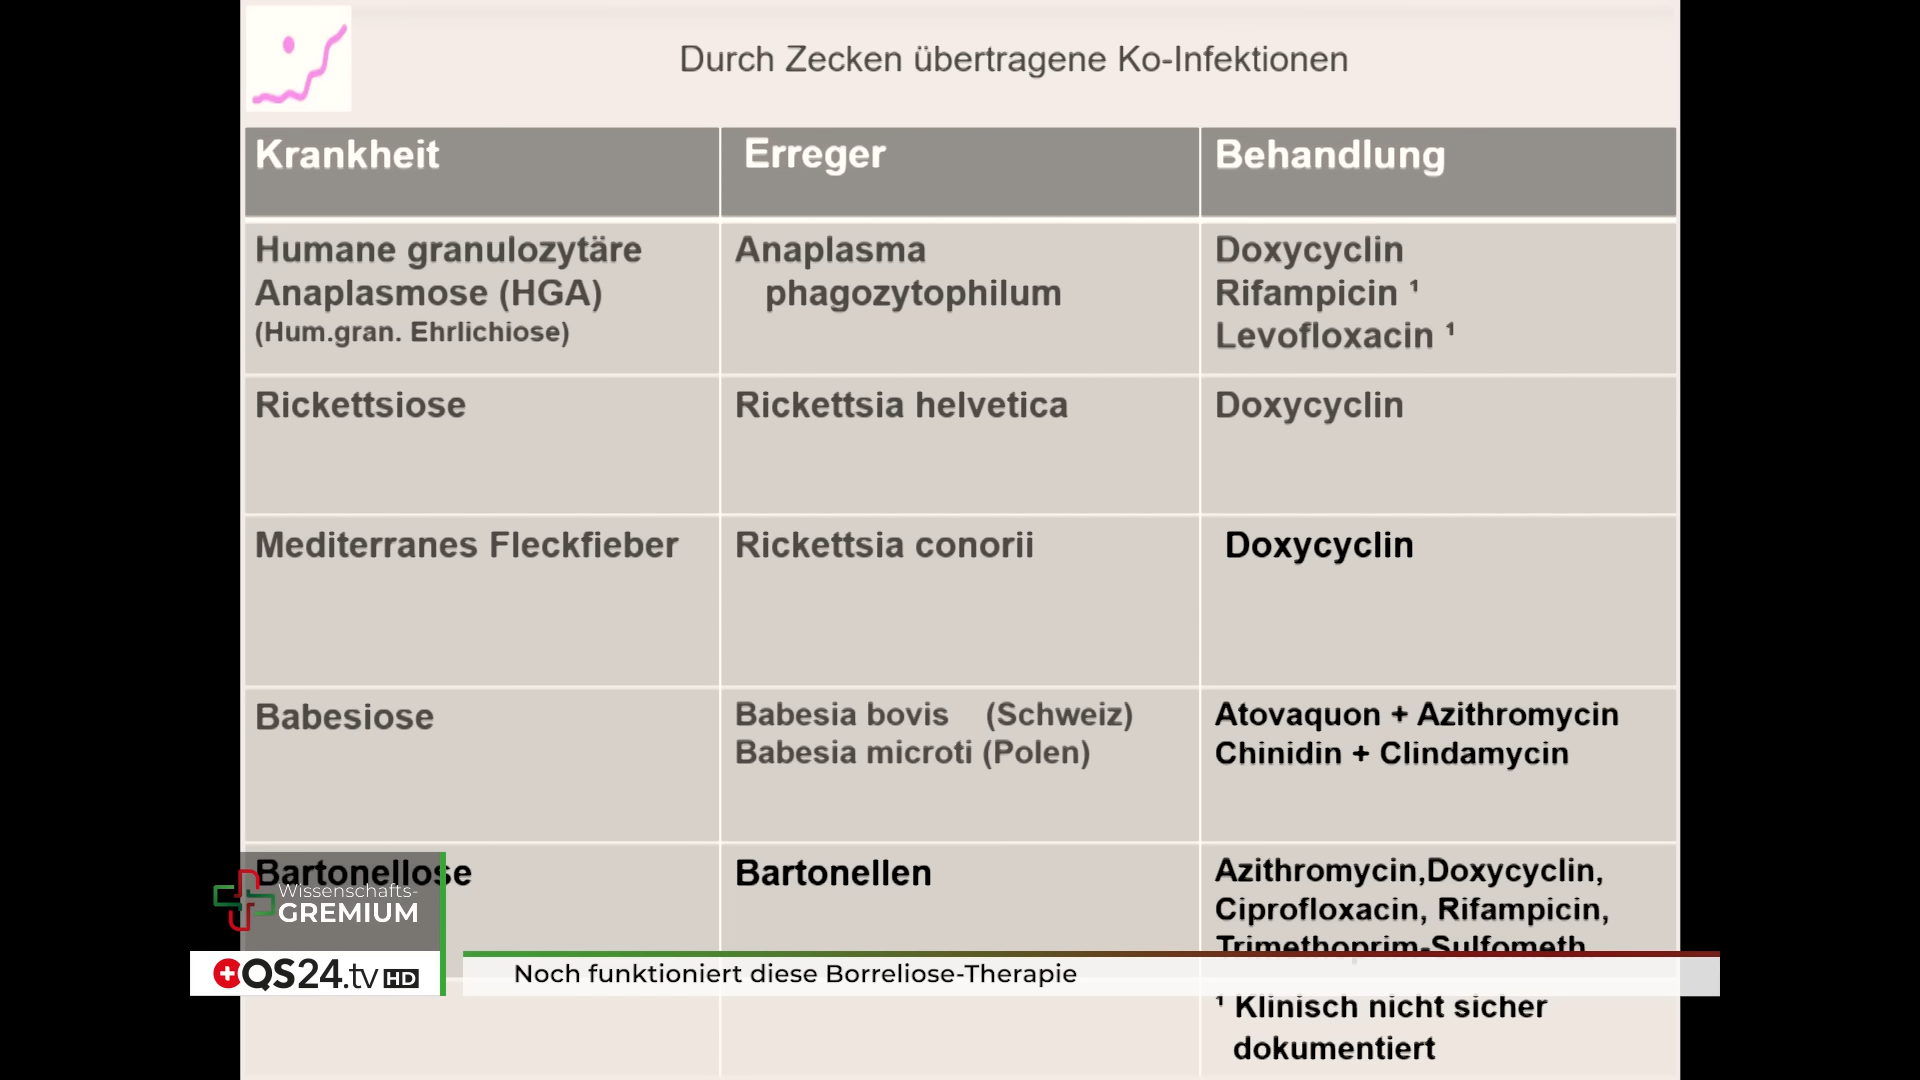 Durch Zecken übertragene Ko-Infektionen
Krankheit
Erreger
Behandlung
Humane granulozytäre
Anaplasmose (HGA)
(Hum.gran. Ehrlichiose)
Anaplasma
phagozytophilum
Doxycyclin
Rifampicin ¹
Levofloxacin ¹
Rickettsiose
Rickettsia helvetica
Doxycyclin
Mediterranes Fleckfieber
Rickettsia conorii
Doxycyclin
Babesiose
Babesia bovis (Schweiz)
Babesia microti (Polen)
Atovaquon + Azithromycin
Chinidin + Clindamycin
Bartonellose
Bartonellen
Azithromycin,Doxycyclin,
Ciprofloxacin, Rifampicin,
Trimethoprim-Sulfometh
¹ Klinisch nicht sicher
dokumentiert
Wissenschafts-
GREMIUM
QS24.tv HD
Noch funktioniert diese Borreliose-Therapie